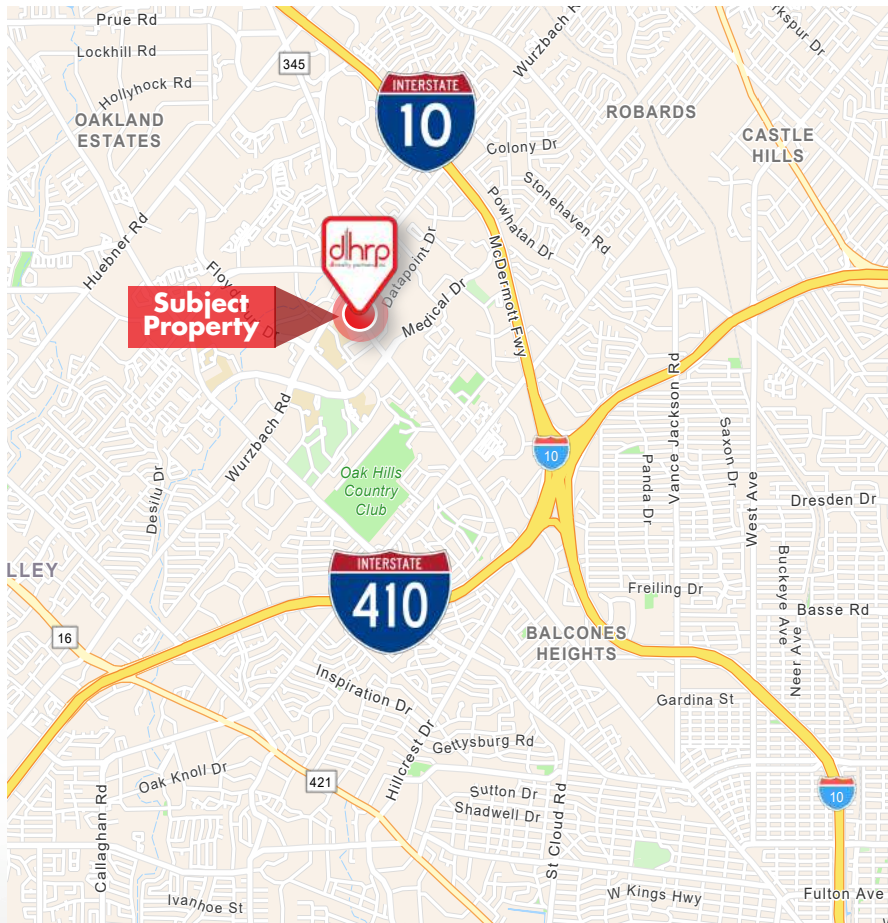 Prue Rd
Lockhill Rd
Hollyhock Rd
OAKLAND
ESTATES
345
INTERSTATE
10
Wurzbach
ROBARDS
CASTLE
HILLS
Colony Dr
Stonehaven Rd
Powhatan Dr
McDermott Fwy
Huebner Rd
dhrp
Datapoint Dr
Medical Dr
Subject
Property
Wurzbach Rd
Desilu Dr
Oak Hills
Country
Club
10
Vance Jackson Rd
Panda Dr
Saxon Dr
West Ave
Dresden Dr
Buckeye Ave
Basse Rd
Neer Ave
LLEY
INTERSTATE
410
Freiling Dr
16
BALCONES
HEIGHTS
Inspiration Dr
Gardina St
Hillcrest Dr
Gettysburg Rd
Oak Knoll Dr
421
Sutton Dr
Shadwell Dr
St Cloud Rd
10
Callaghan Rd
Ivanhoe St
W Kings Hwy
Fulton Ave